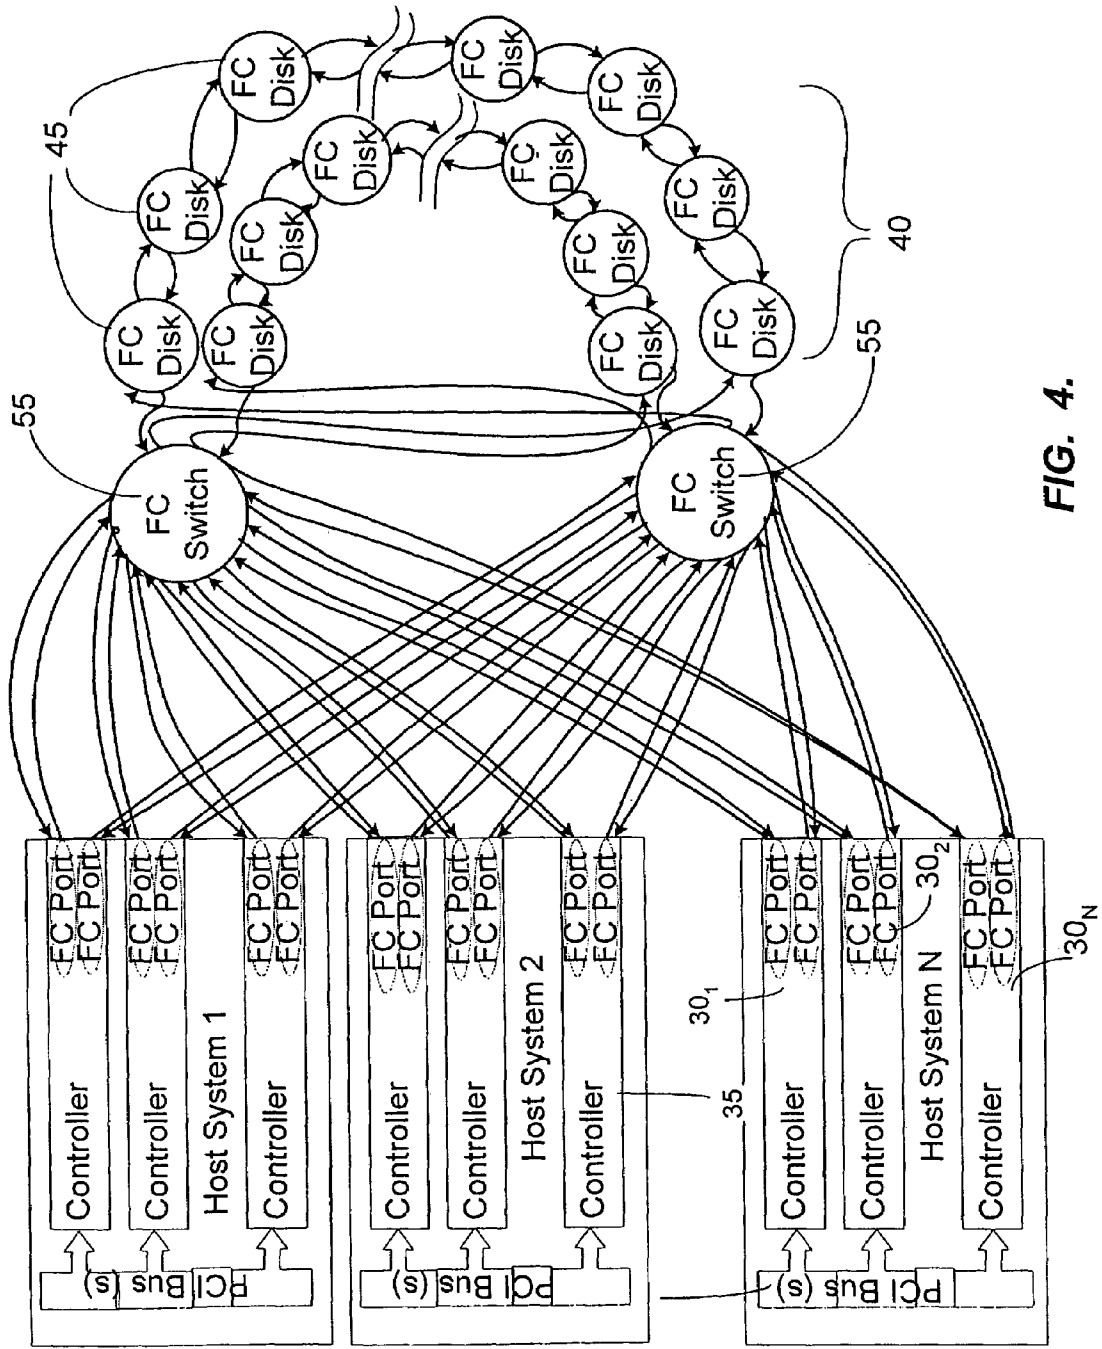 55
45
PCI Bus (s)
Controller
FC Port
FC Port
Controller
FC Port
FC Port
Host System 1
Controller
FC Port
FC Port
PCI Bus (s)
Controller
FC Port
FC Port
Controller
FC Port
FC Port
Host System 2
Controller
FC Port
FC Port
35
30₁
PCI Bus (s)
Controller
FC Port
FC Port
Controller
FC Port
FC Port
30₂
Host System N
Controller
FC Port
FC Port
30N
FC
Switch
FC
Switch
FC
Disk
FC
Disk
FC
Disk
FC
Disk
FC
Disk
FC
Disk
FC
Disk
FC
Disk
FC
Disk
FC
Disk
FC
Disk
FC
Disk
FC
Disk
55
40
FIG. 4.